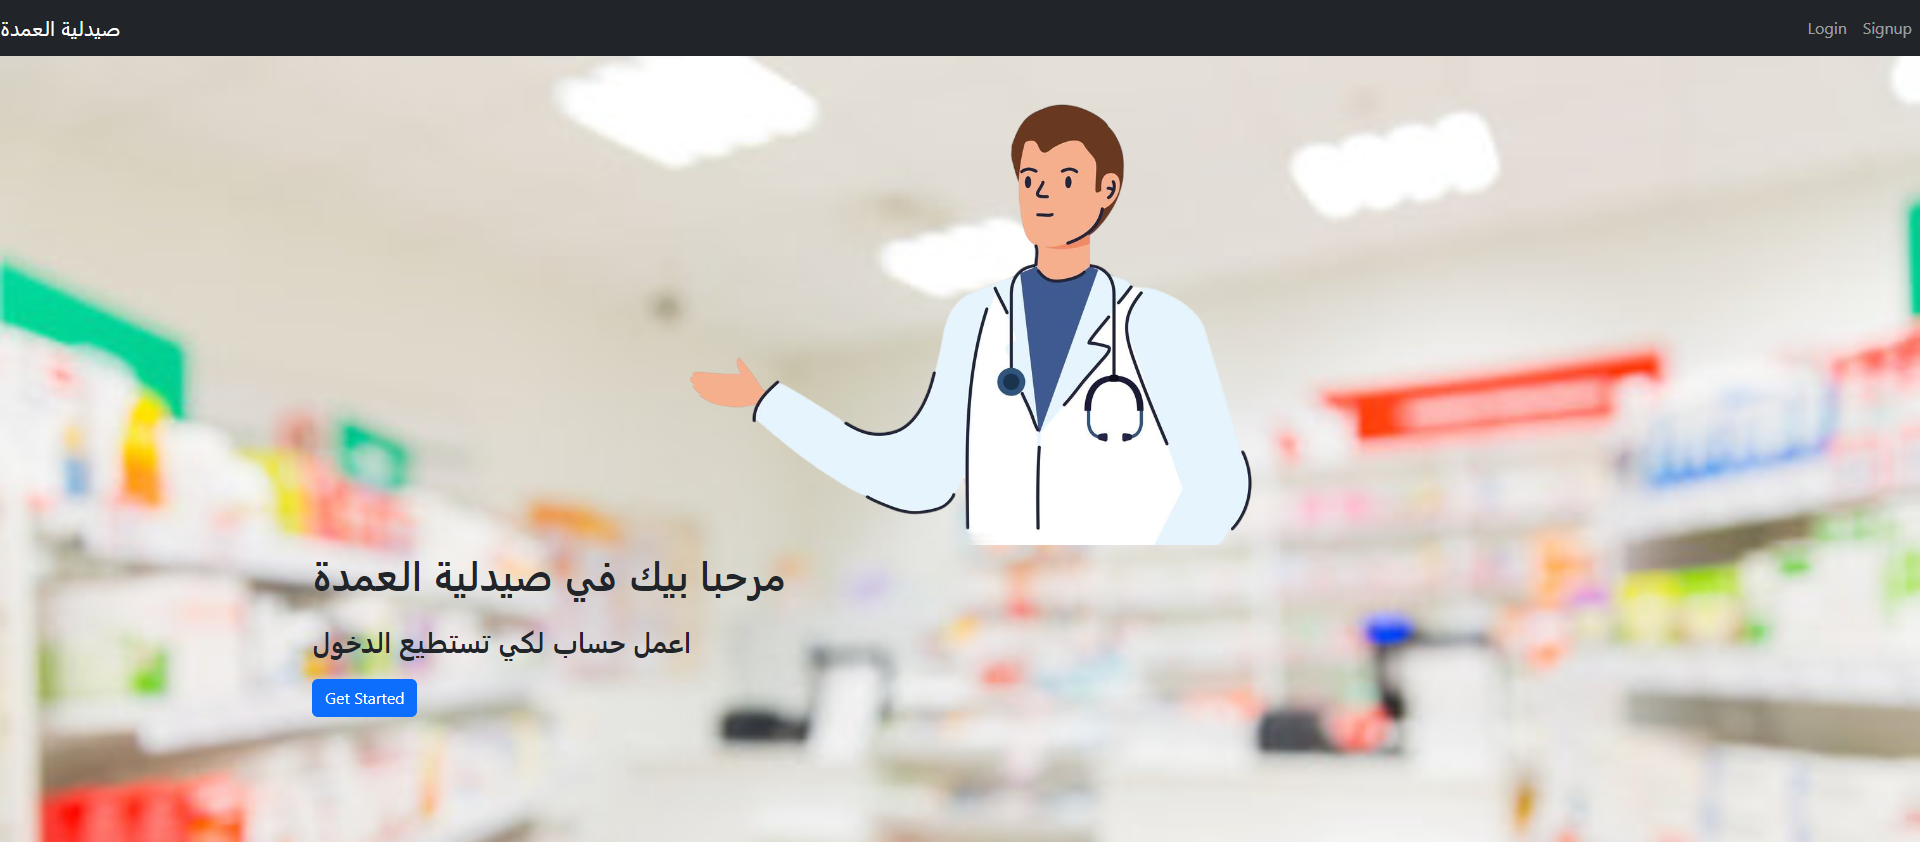 صيدلية العمدة
Login
Signup
مرحبا بيك في صيدلية العمدة
اعمل حساب لكي تستطيع الدخول
Get Started